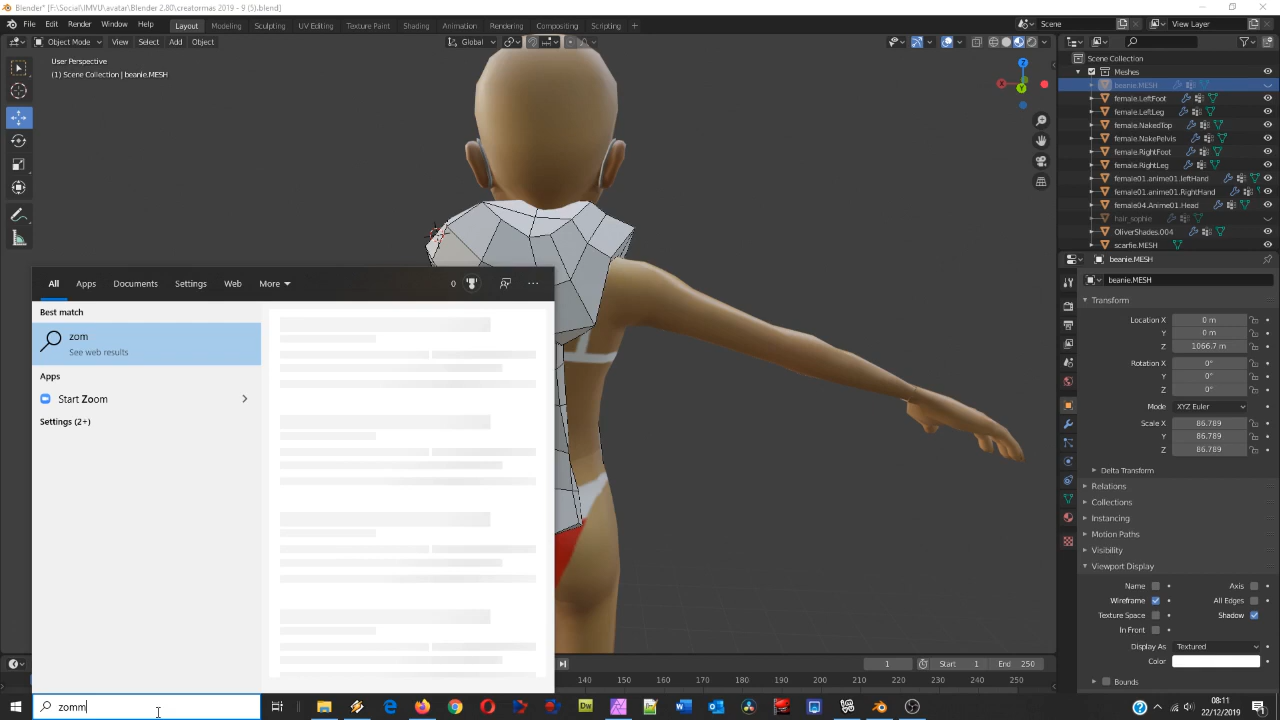 Blender* [F:\Social\IMVU\avatar\Blender 2.80\creatormas 2019 - 9 (5).blend]
File Edit Render Window Help Layout Modeling Sculpting UV Editing Texture Paint Shading Animation Rendering Compositing Scripting + Scene View Layer
Object Mode View Select Add Object Global
User Perspective
(1) Scene Collection | beanie.MESH
X
Z
Y
Scene Collection
Meshes
beanie.MESH
female.LeftFoot
female.LeftLeg
female.NakedTop
female.NakePelvis
female.RightFoot
female.RightLeg
female01.anime01.leftHand
female01.anime01.RightHand
female04.Anime01.Head
hair_sophie
OliverShades.004
scarfie.MESH
beanie.MESH
beanie.MESH
Transform
Location X 0 m
Y 0 m
Z 1066.7 m
Rotation X 0°
Y 0°
Z 0°
Mode XYZ Euler
Scale X 86.789
Y 86.789
Z 86.789
Delta Transform
Relations
Collections
Instancing
Motion Paths
Visibility
Viewport Display
Name Axis
Wireframe All Edges
Texture Space Shadow
In Front
Display As Textured
Color
Bounds
All Apps Documents Settings Web More 0
Best match
zom
See web results
Apps
Start Zoom
Settings (2+)
1 Start 1 End 250
140 150 160 170 180 190 200 210 220 230 240 250
zomm
Dw
08:11
22/12/2019